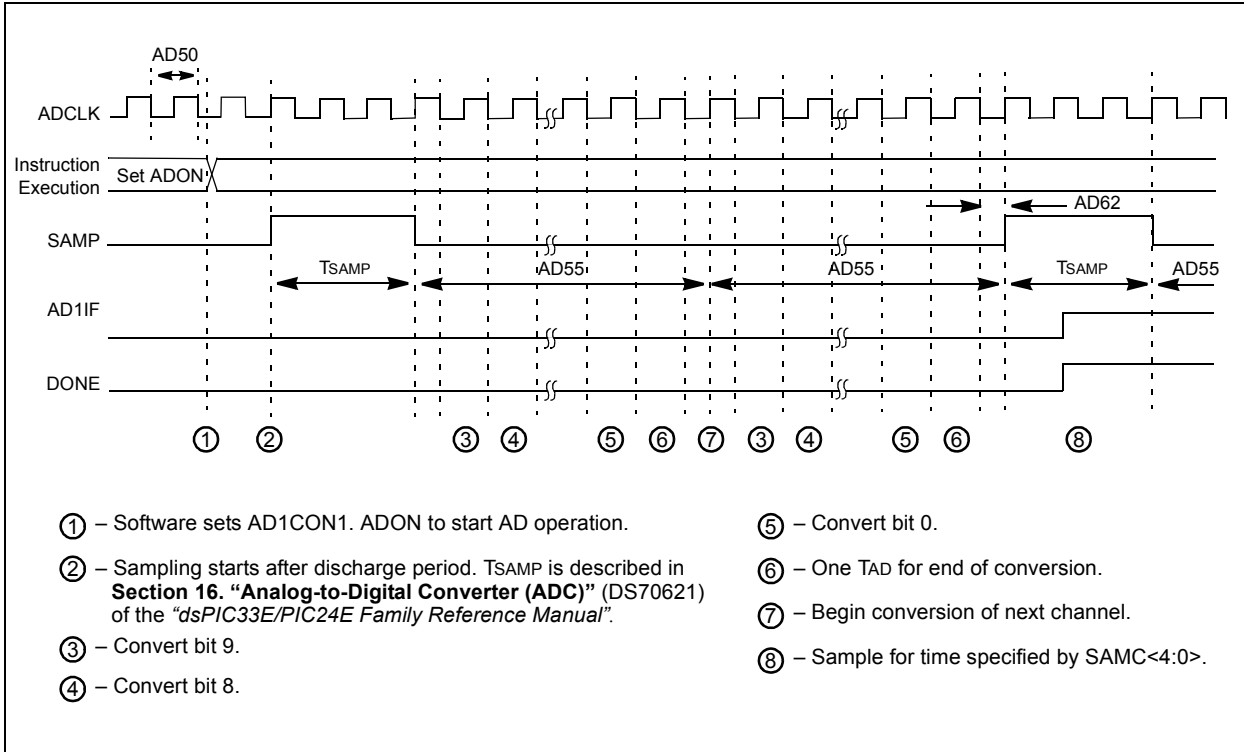 AD50
ADCLK
Instruction
Execution
Set ADON
AD62
SAMP
TSAMP
AD55
AD55
TSAMP
AD55
AD1IF
DONE
① ② ③ ④ ⑤ ⑥ ⑦ ③ ④ ⑤ ⑥ ⑧
① – Software sets AD1CON1. ADON to start AD operation.
② – Sampling starts after discharge period. TSAMP is described in
Section 16. “Analog-to-Digital Converter (ADC)” (DS70621)
of the “dsPIC33E/PIC24E Family Reference Manual”.
③ – Convert bit 9.
④ – Convert bit 8.
⑤ – Convert bit 0.
⑥ – One TAD for end of conversion.
⑦ – Begin conversion of next channel.
⑧ – Sample for time specified by SAMC<4:0>.